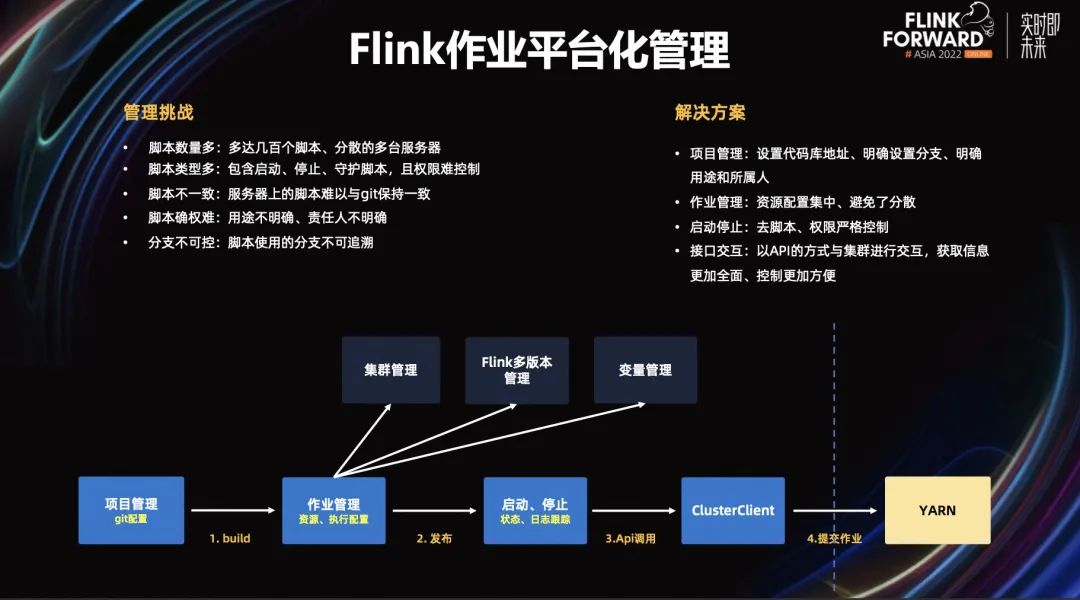 Flink作业平台化管理
FLINK
FORWARD
# ASIA 2022 ONLINE
实时即
未来
管理挑战
• 脚本数量多：多达几百个脚本、分散的多台服务器
• 脚本类型多：包含启动、停止、守护脚本，且权限难控制
• 脚本不一致：服务器上的脚本难以与git保持一致
• 脚本确权难：用途不明确、责任人不明确
• 分支不可控：脚本使用的分支不可追溯
解决方案
• 项目管理：设置代码库地址、明确设置分支、明确
用途和所属人
• 作业管理：资源配置集中、避免了分散
• 启动停止：去脚本、权限严格控制
• 接口交互：以API的方式与集群进行交互，获取信息
更加全面、控制更加方便
集群管理
Flink多版本
管理
变量管理
项目管理
git配置
1. build
作业管理
资源、执行配置
2. 发布
启动、停止
状态、日志跟踪
3.Api调用
ClusterClient
4.提交作业
YARN